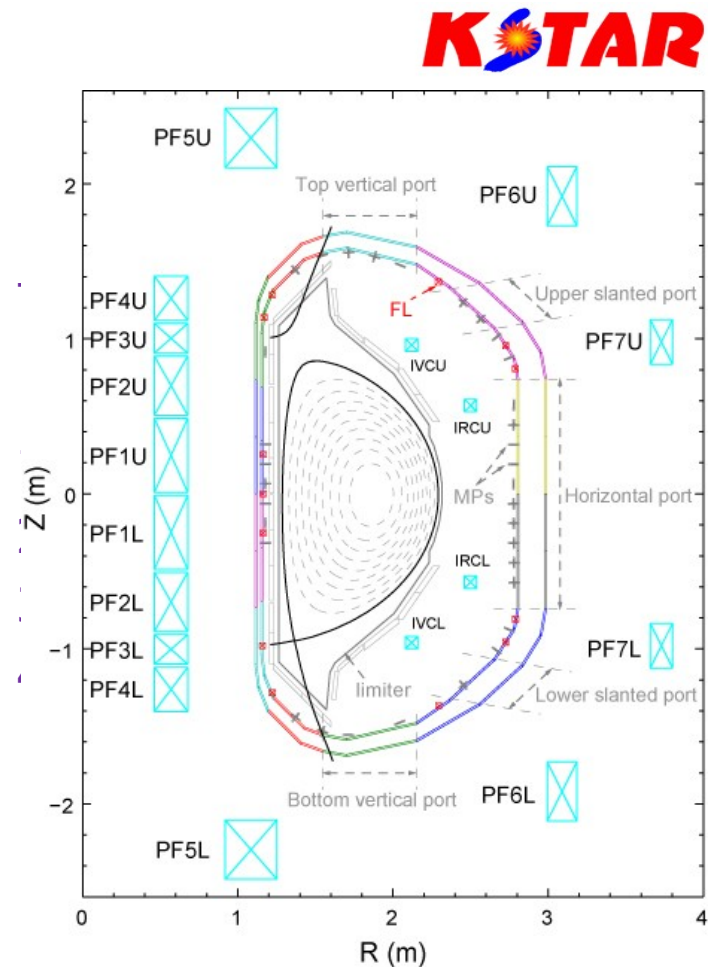 KSTAR
PF5U
Top vertical port
PF6U
PF4U
FL
Upper slanted port
PF3U
PF7U
IVCU
PF2U
IRCU
PF1U
MPs
Horizontal port
PF1L
IRCL
PF2L
IVCL
PF3L
PF7L
PF4L
limiter
Lower slanted port
Bottom vertical port
PF6L
PF5L
Z (m)
2
1
0
−1
−2
0 1 2 3 4
R (m)